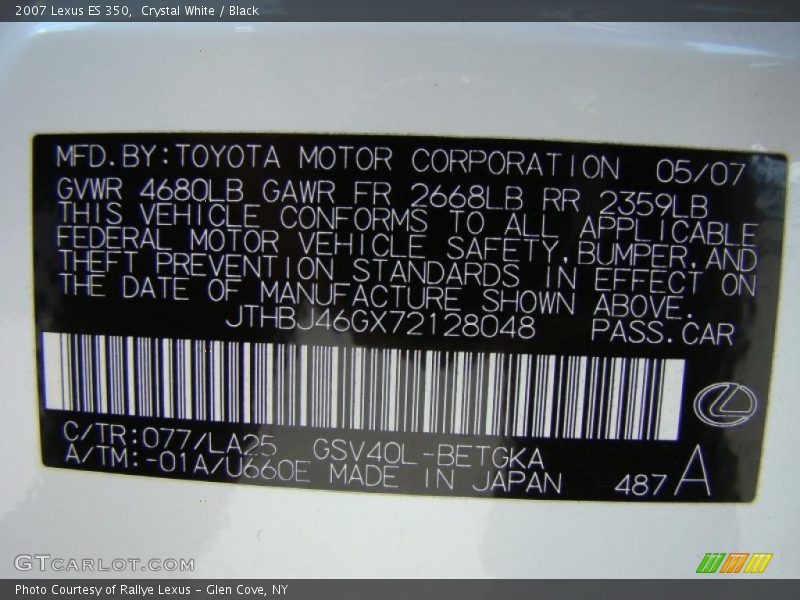 2007 Lexus ES 350,  Crystal White / Black
MFD.BY:TOYOTA MOTOR CORPORATION 05/07
GVWR 4680LB GAWR FR 2668LB RR 2359LB
THIS VEHICLE CONFORMS TO ALL APPLICABLE
FEDERAL MOTOR VEHICLE SAFETY,BUMPER,AND
THEFT PREVENTION STANDARDS IN EFFECT ON
THE DATE OF MANUFACTURE SHOWN ABOVE.
JTHBJ46GX72128048 PASS.CAR
C/TR:077/LA25 GSV40L-BETGKA
A/TM:-01A/U660E MADE IN JAPAN 487 A
GTCARLOT.COM
Photo Courtesy of Rallye Lexus - Glen Cove, NY